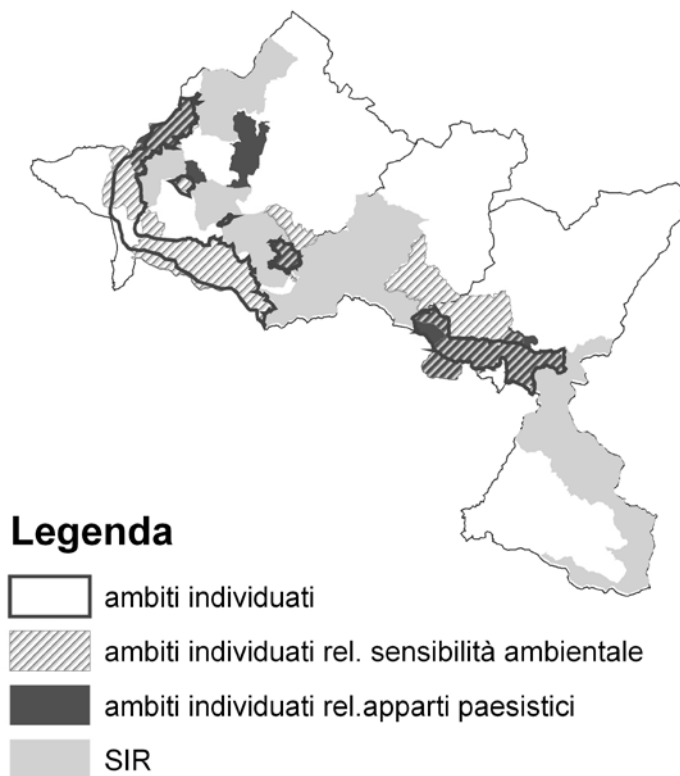 Legenda
ambiti individuati
ambiti individuati rel. sensibilità ambientale
ambiti individuati rel.apparti paesistici
SIR